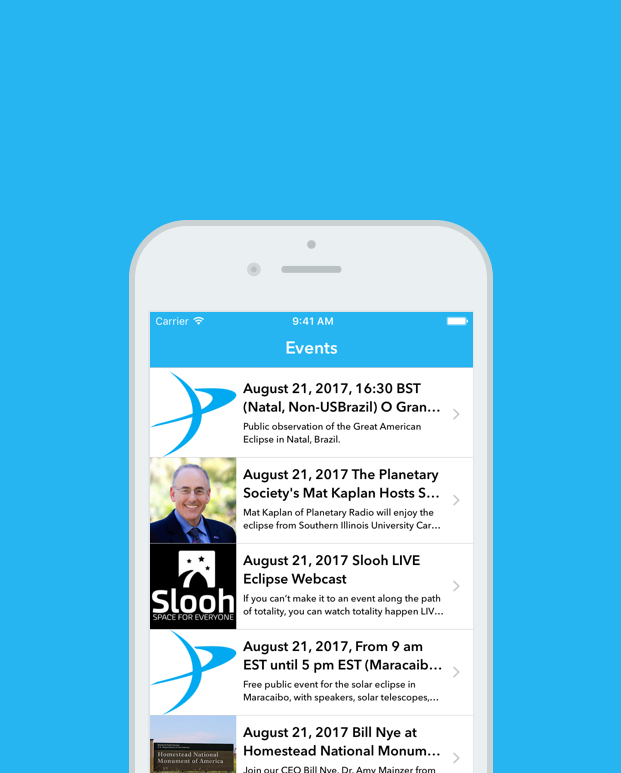 Carrier
9:41 AM
Events
August 21, 2017, 16:30 BST
(Natal, Non-USBrazil) O Gran…
Public observation of the Great American
Eclipse in Natal, Brazil.
August 21, 2017 The Planetary
Society's Mat Kaplan Hosts S…
Mat Kaplan of Planetary Radio will enjoy the
eclipse from Southern Illinois University Car…
Slooh
SPACE FOR EVERYONE
August 21, 2017 Slooh LIVE
Eclipse Webcast
If you can’t make it to an event along the path
of totality, you can watch totality happen LIV…
August 21, 2017, From 9 am
EST until 5 pm EST (Maracaib…
Free public event for the solar eclipse in
Maracaibo, with speakers, solar telescopes,…
Homestead National
Monument of America
August 21, 2017 Bill Nye at
Homestead National Monum…
Join our CEO Bill Nye, Dr. Amy Mainzer from